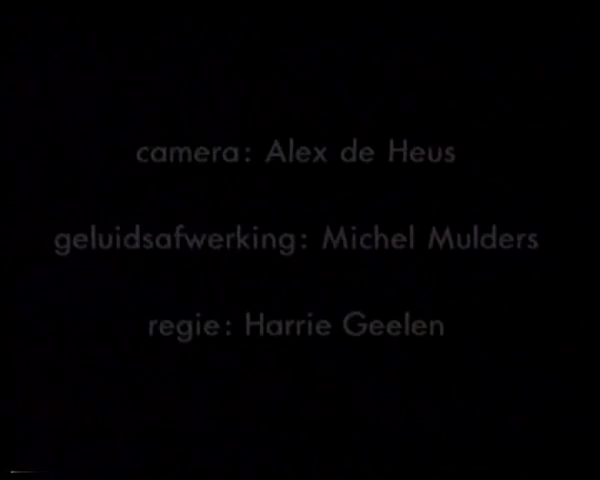 camera: Alex de Heus
geluidsafwerking: Michel Mulders
regie: Harrie Geelen